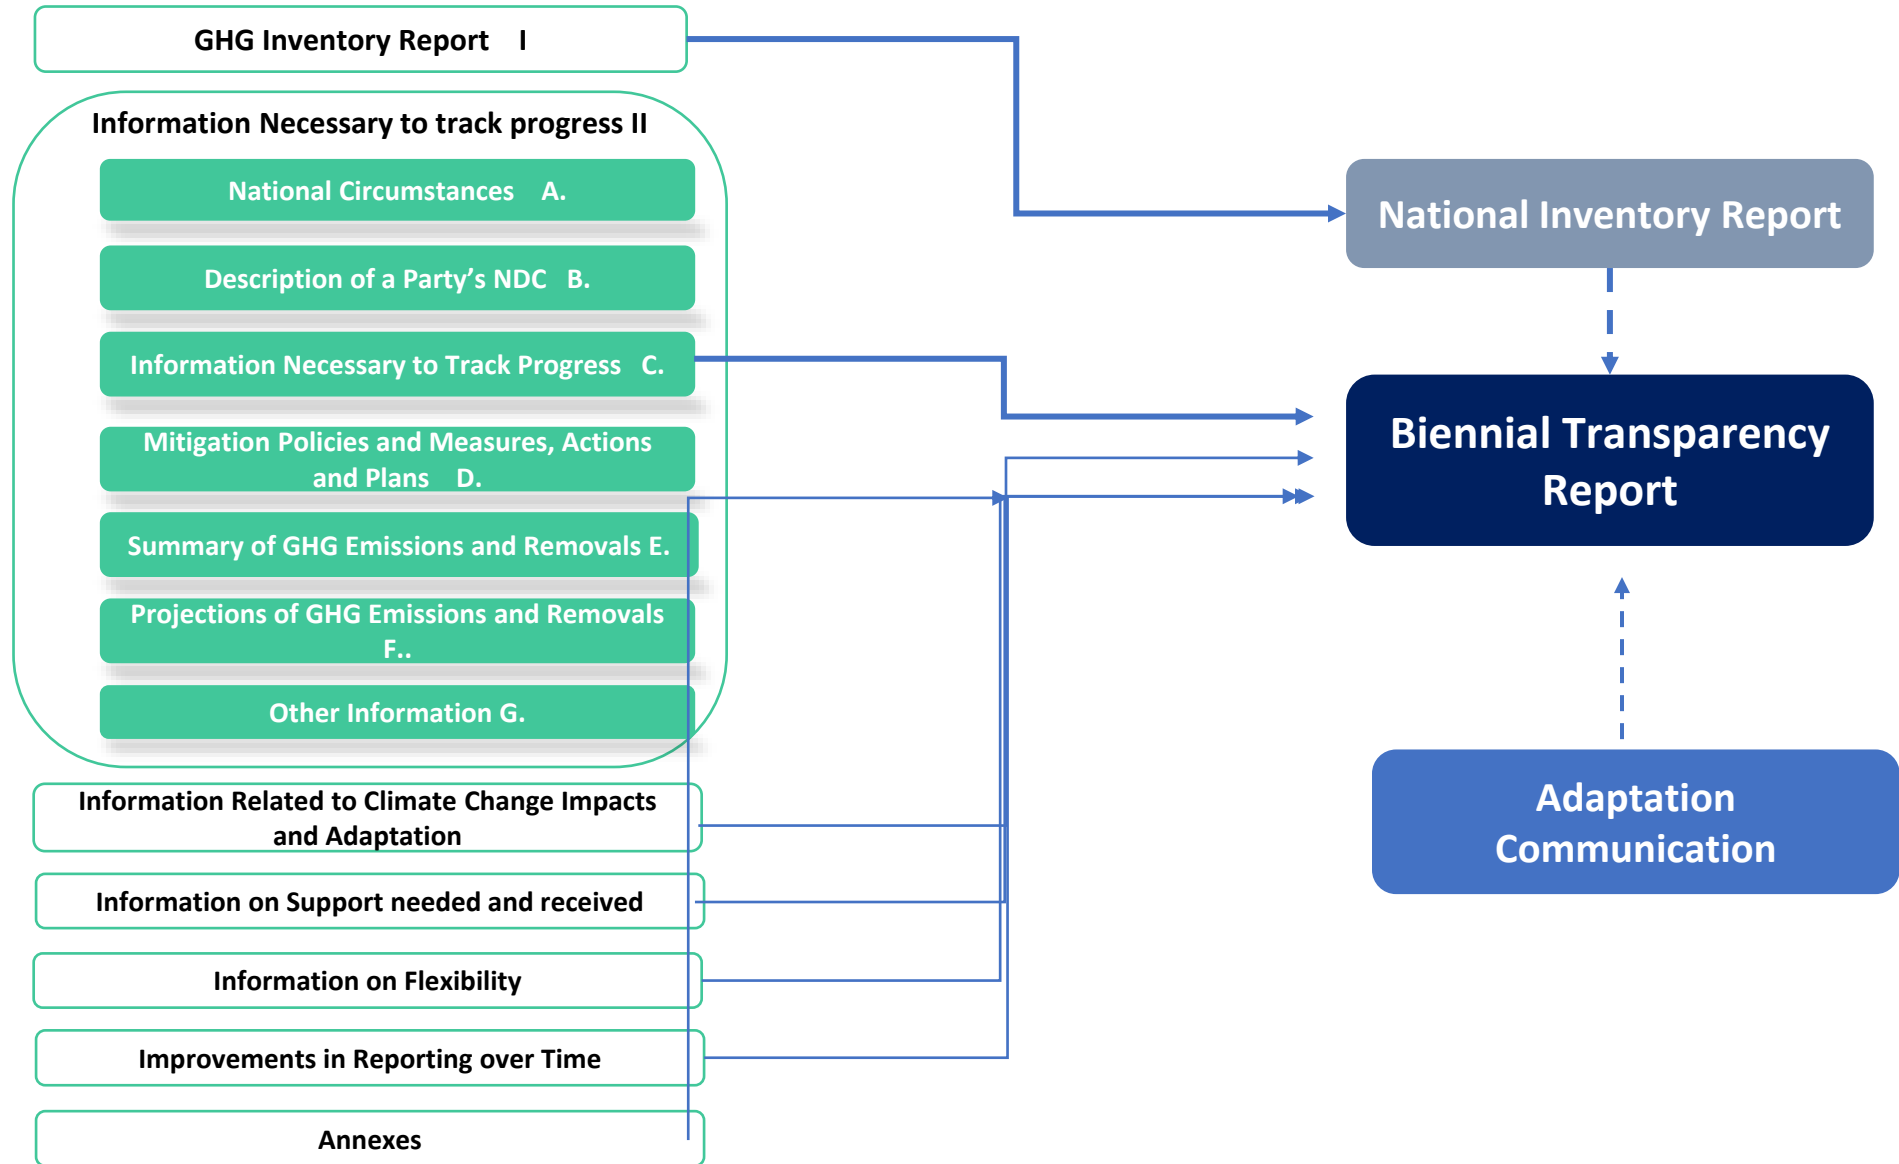 GHG Inventory Report I
Information Necessary to track progress II
National Circumstances A.
Description of a Party’s NDC B.
Information Necessary to Track Progress C.
Mitigation Policies and Measures, Actions
and Plans D.
Summary of GHG Emissions and Removals E.
Projections of GHG Emissions and Removals
F..
Other Information G.
Information Related to Climate Change Impacts
and Adaptation
Information on Support needed and received
Information on Flexibility
Improvements in Reporting over Time
Annexes
National Inventory Report
Biennial Transparency
Report
Adaptation
Communication